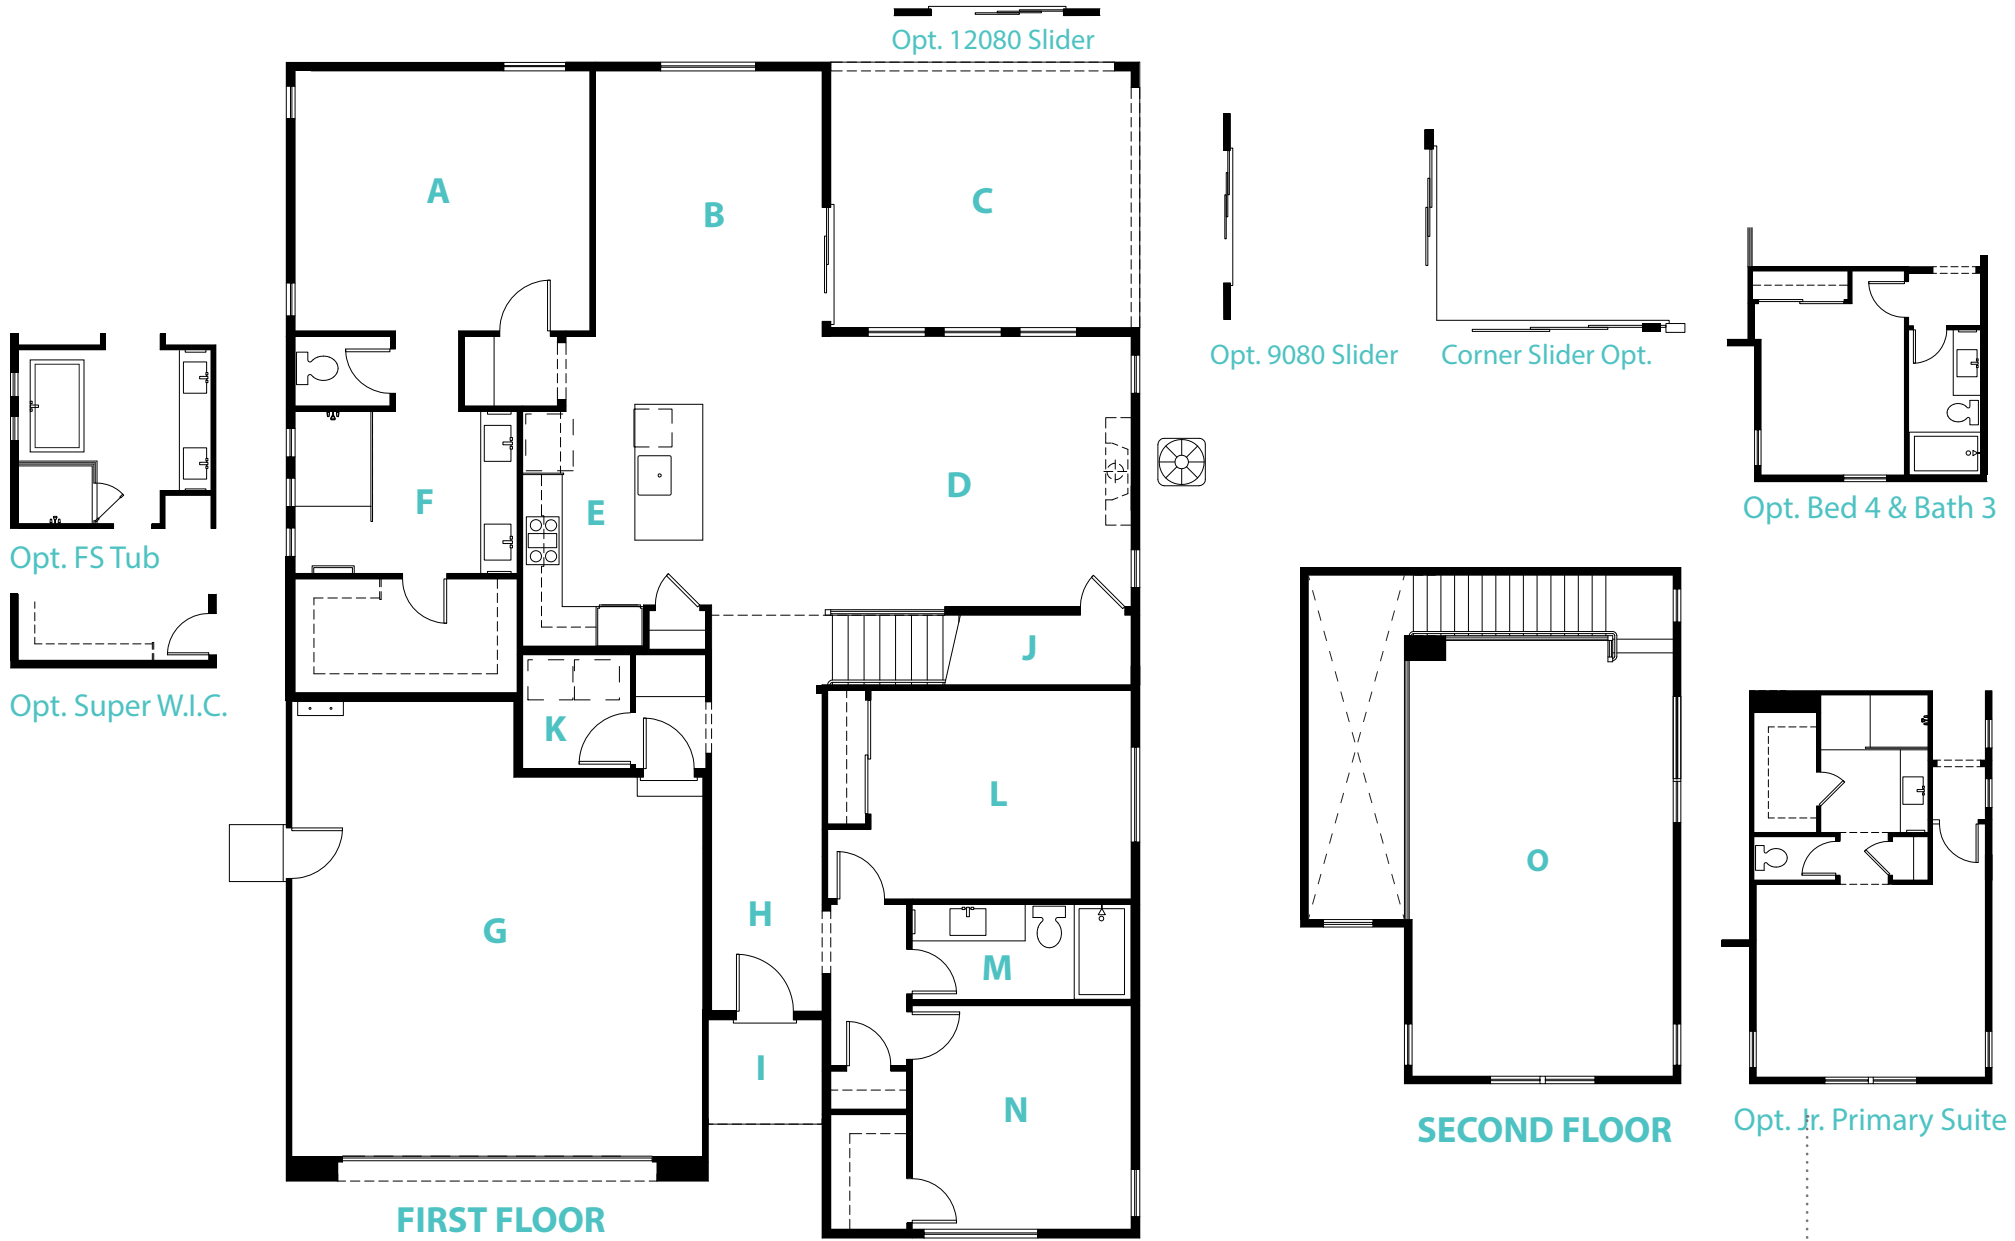 Opt. 12080 Slider
A
B
C
Opt. 9080 Slider
Corner Slider Opt.
D
E
F
Opt. Bed 4 & Bath 3
Opt. FS Tub
J
Opt. Super W.I.C.
K
L
O
H
G
M
I
N
SECOND FLOOR
Opt. Jr. Primary Suite
FIRST FLOOR